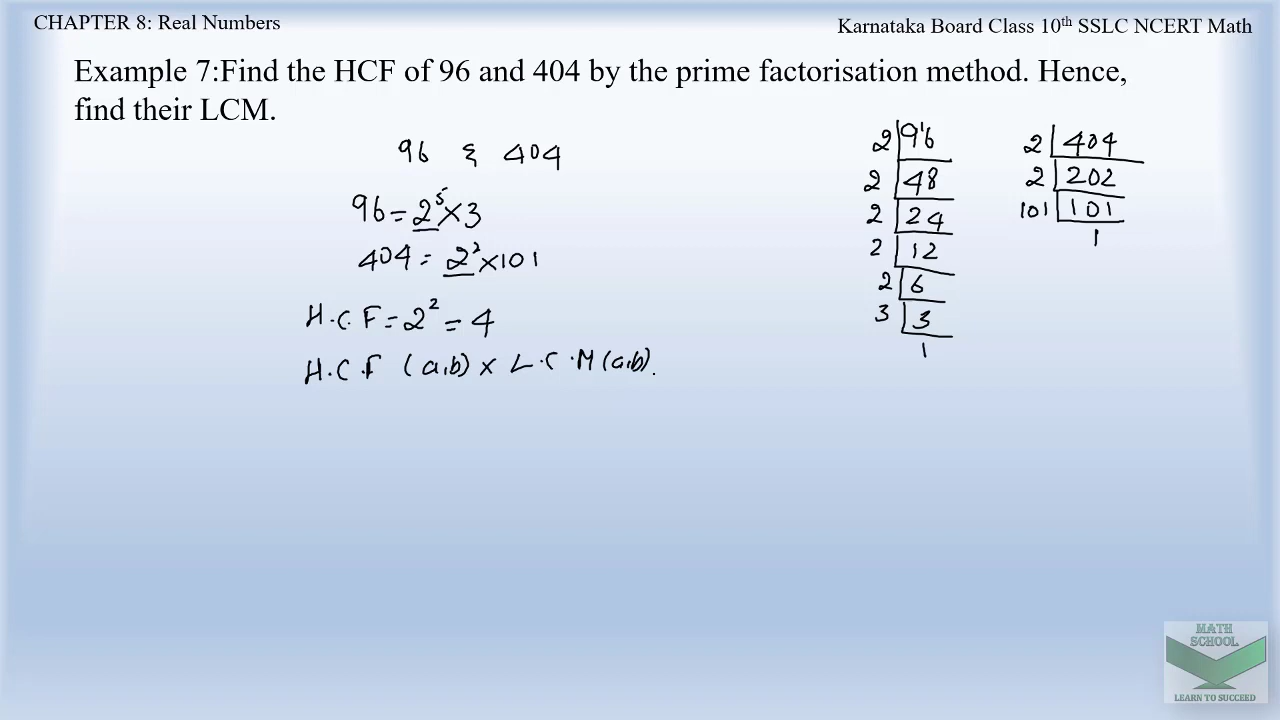 CHAPTER 8: Real Numbers
Karnataka Board Class 10th SSLC NCERT Math
Example 7:Find the HCF of 96 and 404 by the prime factorisation method. Hence,
find their LCM.
96 & 404
96 = 2⁵ × 3
404 = 2² × 101
H.C.F = 2² = 4
H.C.F (a,b) × L.C.M (a,b).
2 | 96
2 | 48
2 | 24
2 | 12
2 | 6
3 | 3
1
2 | 404
2 | 202
101 | 101
1
MATH
SCHOOL
LEARN TO SUCCEED